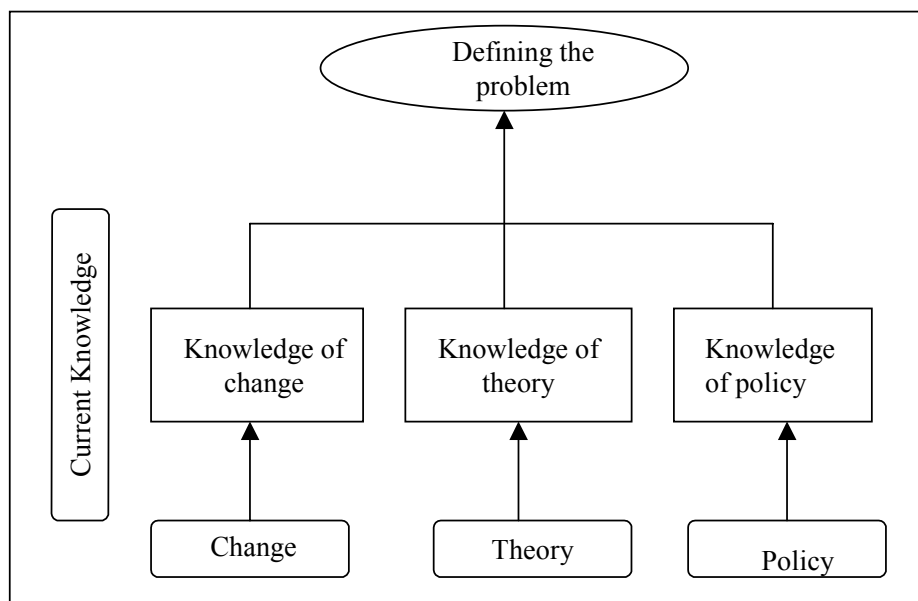 Defining the
problem
Current Knowledge
Knowledge of
change
Knowledge of
theory
Knowledge
of policy
Change
Theory
Policy